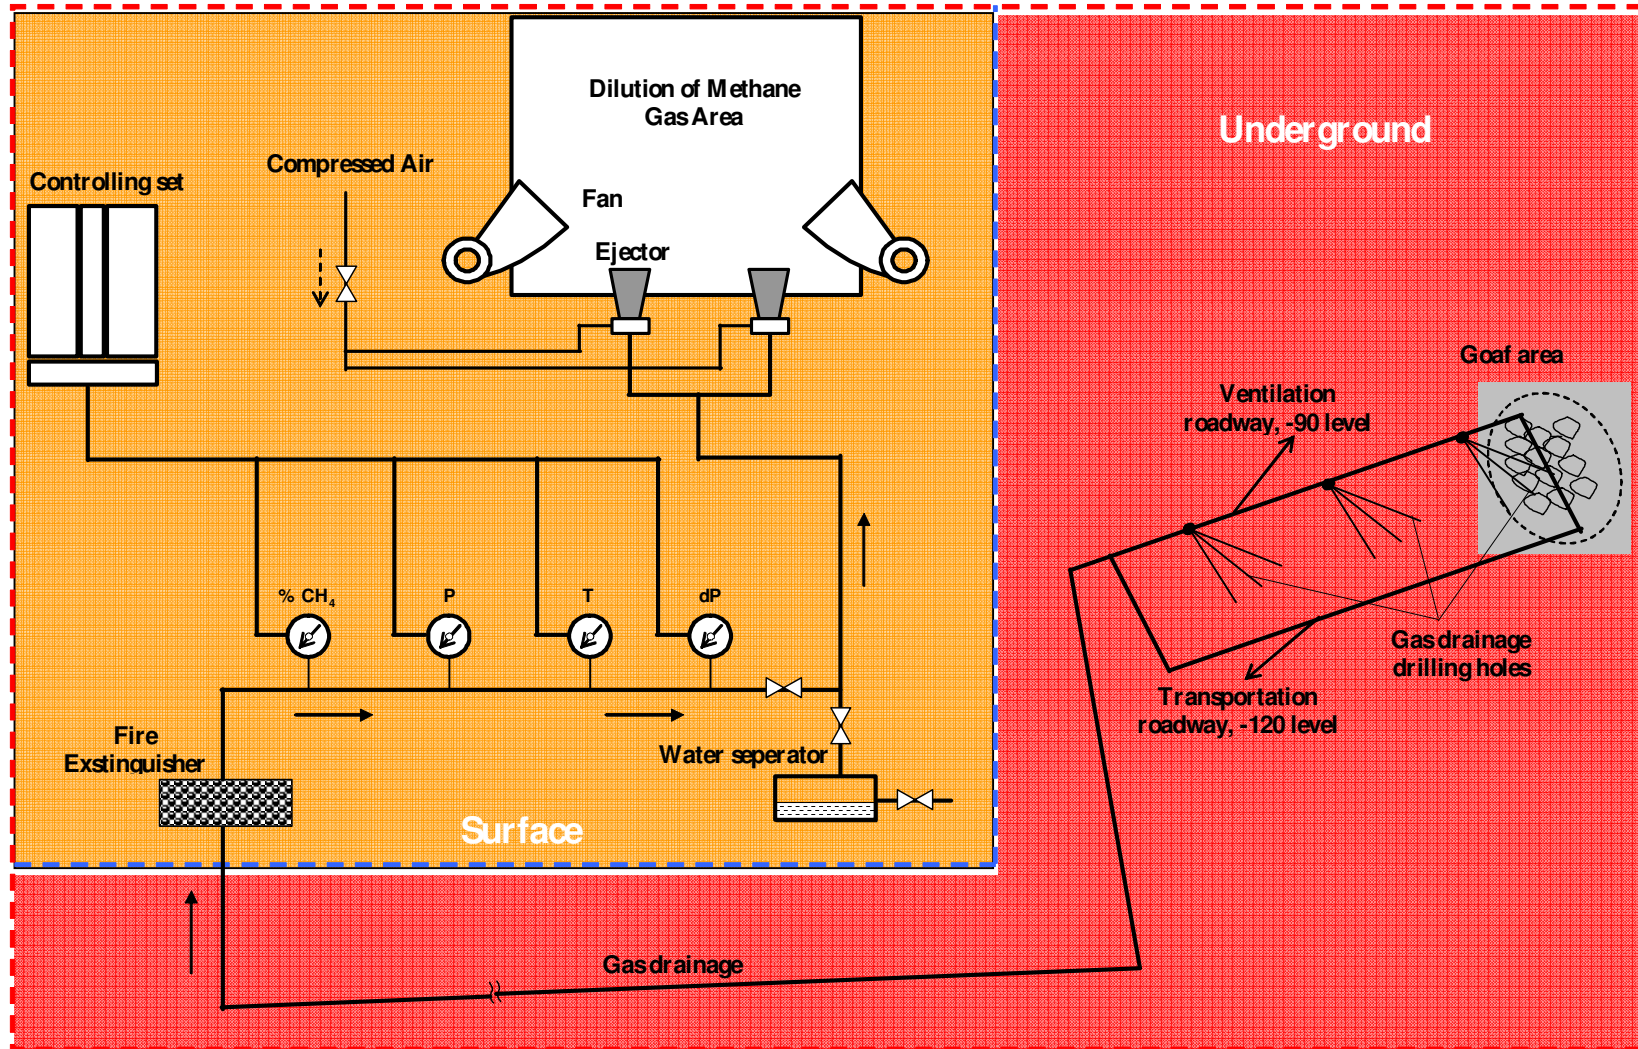 Dilution of Methane
Gas Area
Underground
Compressed Air
Controlling set
Fan
Ejector
Goaf area
Ventilation
roadway, -90 level
% CH4
P
T
dP
Gas drainage
drilling holes
Transportation
roadway, -120 level
Fire
Exstinguisher
Water seperator
Surface
Gas drainage